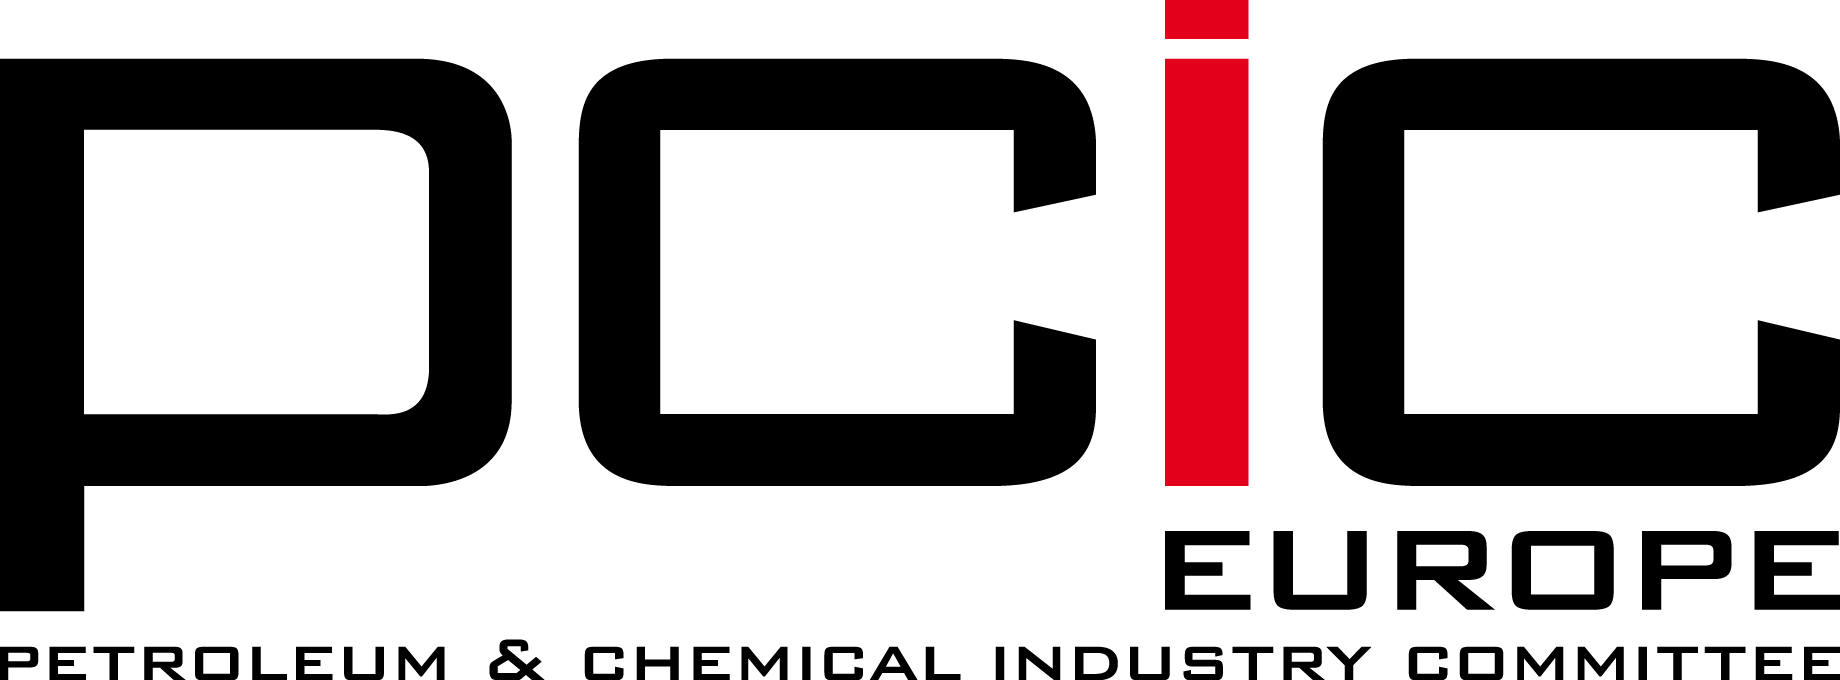 pcic
EUROPE
PETROLEUM & CHEMICAL INDUSTRY COMMITTEE